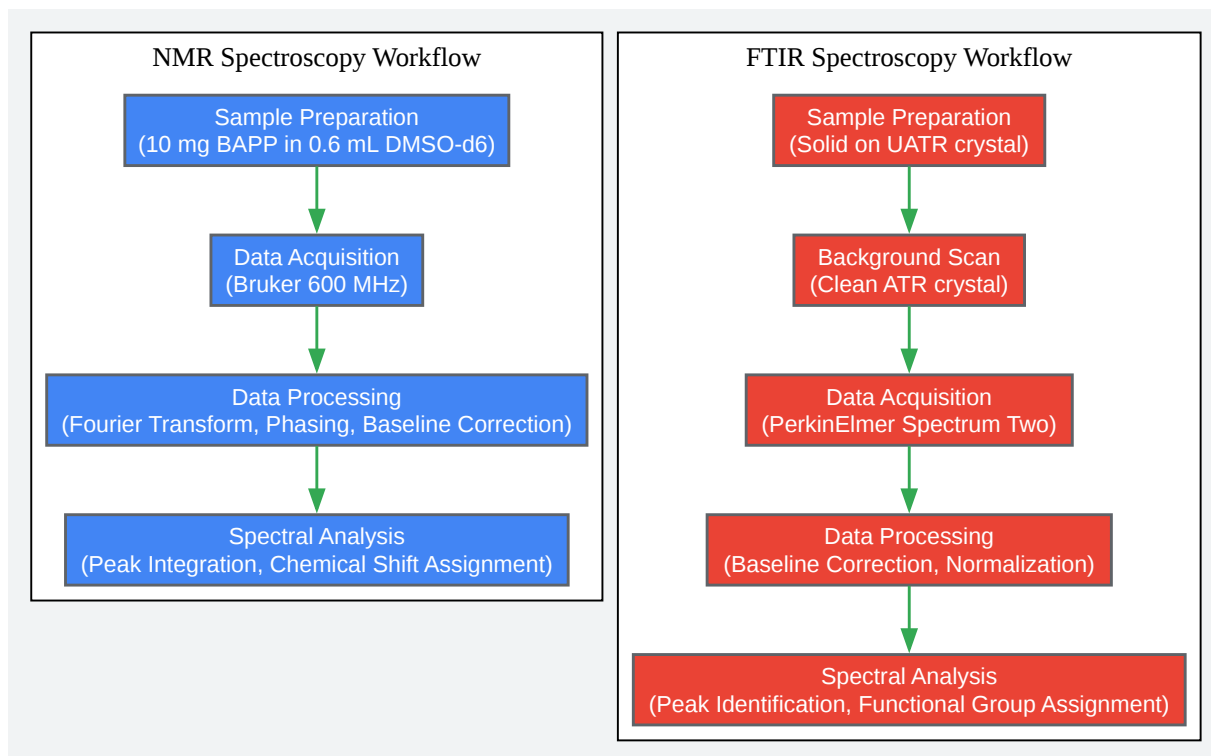 NMR Spectroscopy Workflow
Sample Preparation
(10 mg BAPP in 0.6 mL DMSO-d6)
Data Acquisition
(Bruker 600 MHz)
Data Processing
(Fourier Transform, Phasing, Baseline Correction)
Spectral Analysis
(Peak Integration, Chemical Shift Assignment)
FTIR Spectroscopy Workflow
Sample Preparation
(Solid on UATR crystal)
Background Scan
(Clean ATR crystal)
Data Acquisition
(PerkinElmer Spectrum Two)
Data Processing
(Baseline Correction, Normalization)
Spectral Analysis
(Peak Identification, Functional Group Assignment)